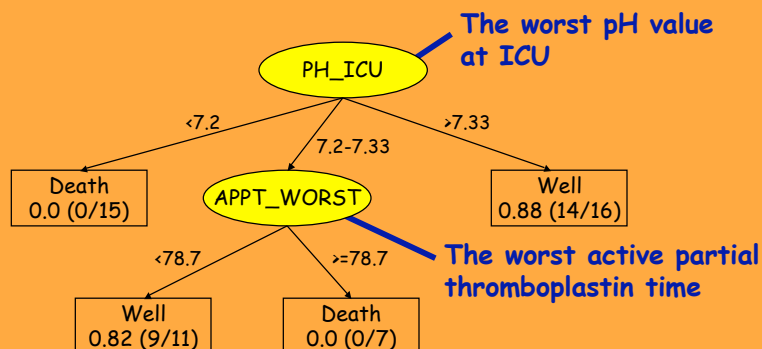 The worst pH value
at ICU
PH_ICU
<7.2
7.2-7.33
>7.33
Death
0.0 (0/15)
APPT_WORST
Well
0.88 (14/16)
<78.7
>=78.7
The worst active partial
thromboplastin time
Well
0.82 (9/11)
Death
0.0 (0/7)